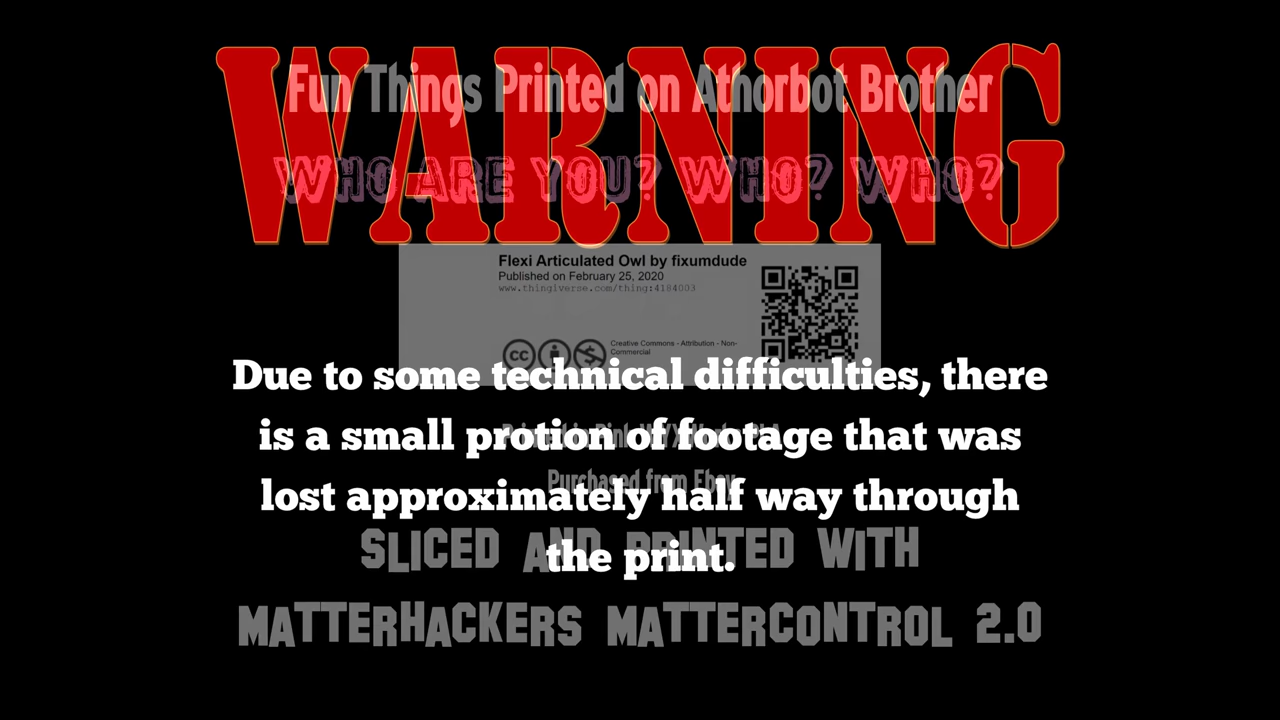 WARNING
Fun Things Printed on Athorbot Brother
WHO ARE YOU? WHO? WHO?
Flexi Articulated Owl by fixumdude
Published on February 25, 2020
www.thingiverse.com/thing:4184003
Creative Commons - Attribution - Non-
Commercial
Due to some technical difficulties, there
is a small protion of footage that was
lost approximately half way through
the print.
Purchased from Ebay
SLICED AND PRINTED WITH
MATTERHACKERS MATTERCONTROL 2.0